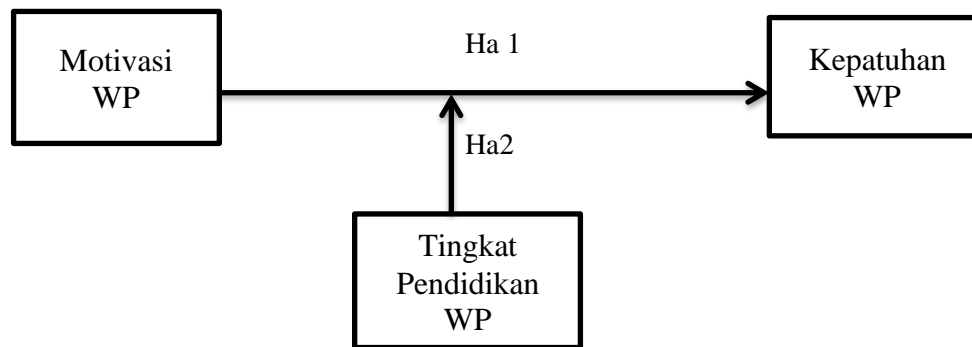 Motivasi
WP
Ha 1
Kepatuhan
WP
Ha2
Tingkat
Pendidikan
WP